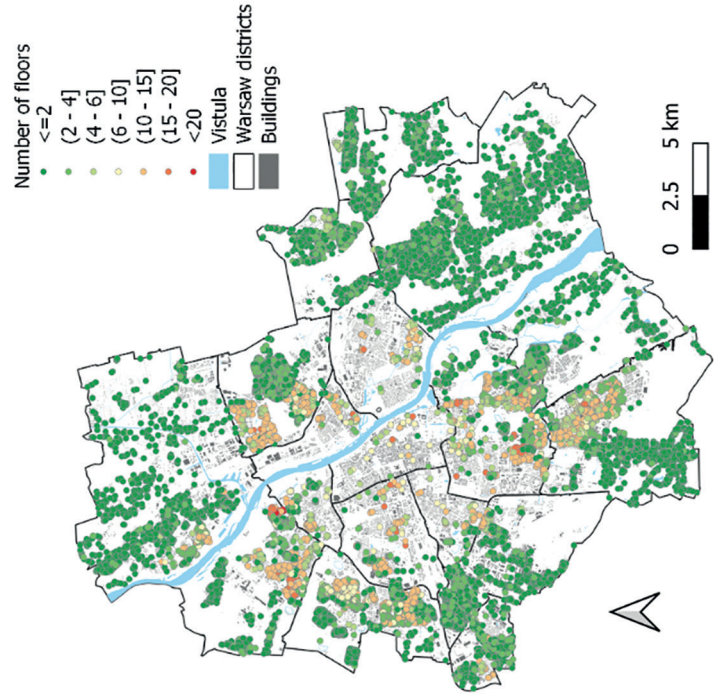 Number of floors
<=2
(2 - 4]
(4 - 6]
(6 - 10]
(10 - 15]
(15 - 20]
<20
Vistula
Warsaw districts
Buildings
0 2.5 5 km